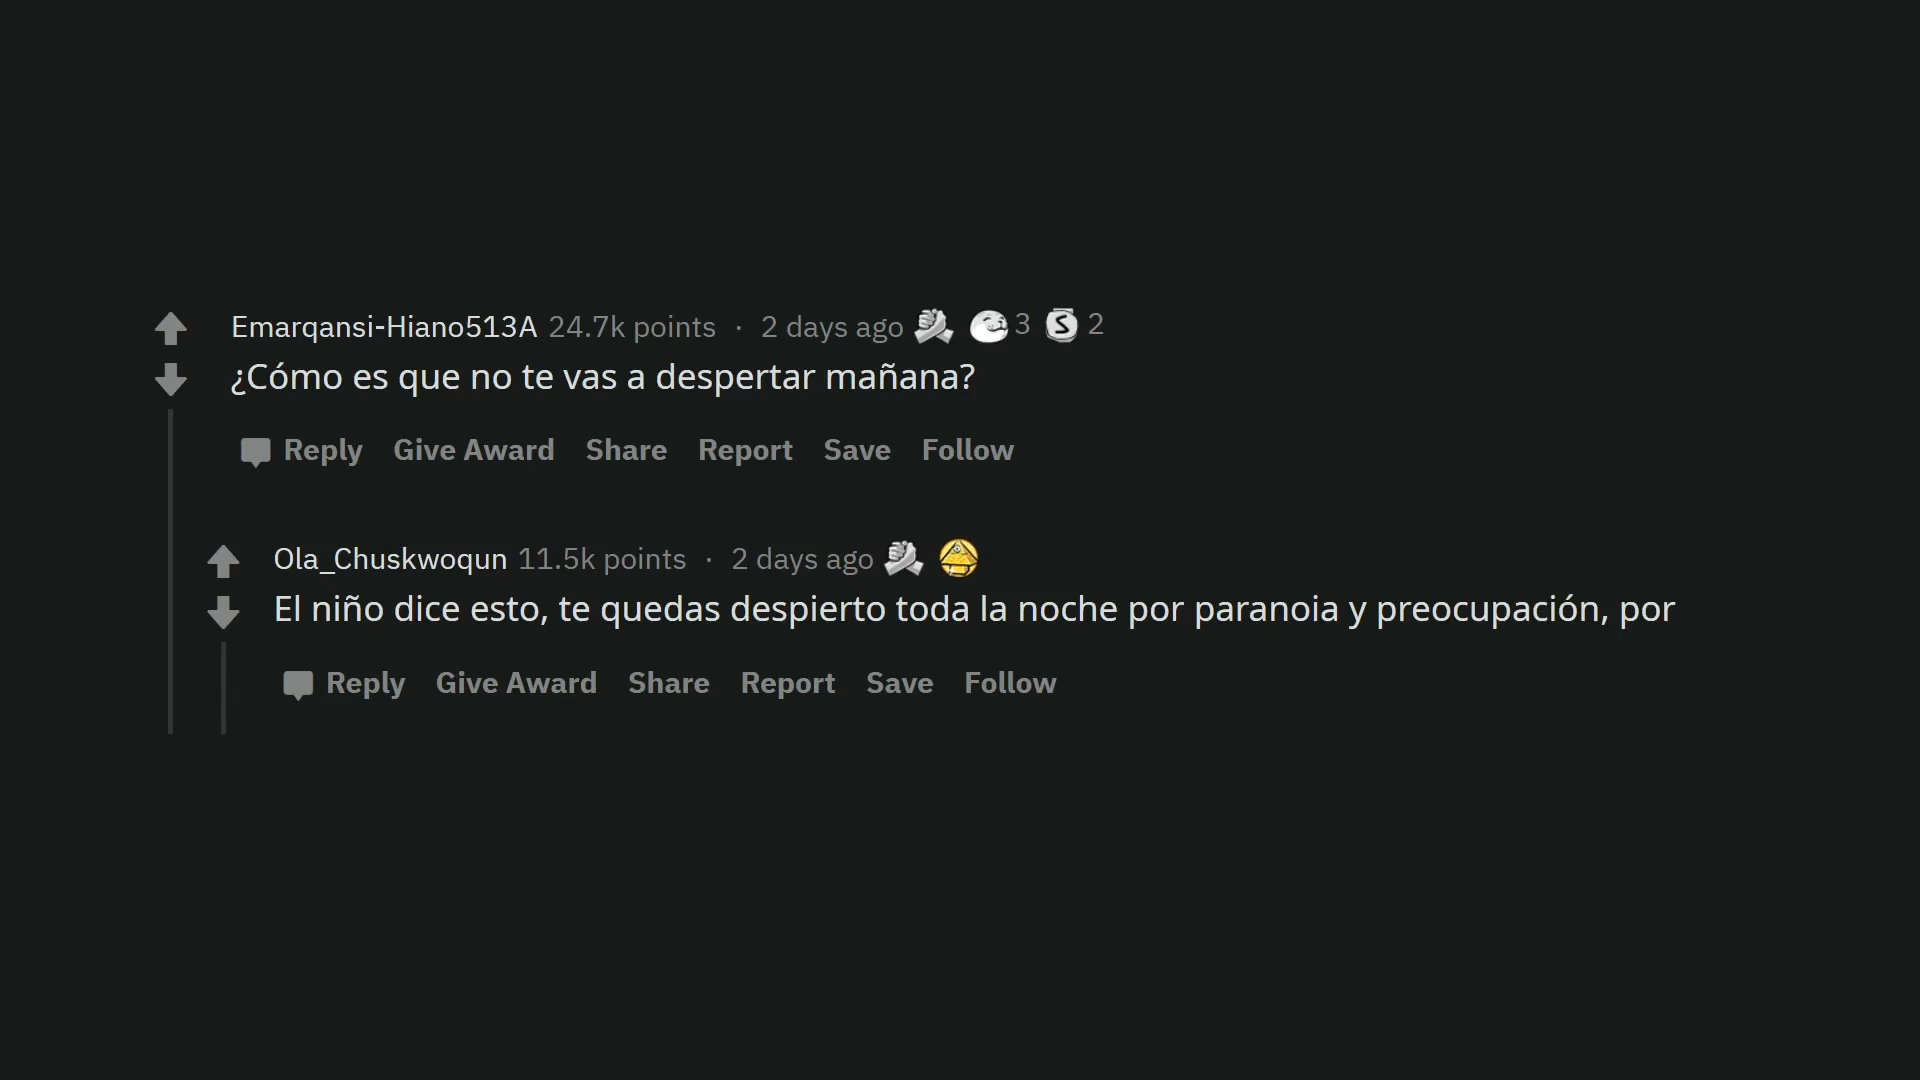 Emarqansi-Hiano513A 24.7k points · 2 days ago 3 2
¿Cómo es que no te vas a despertar mañana?
Reply Give Award Share Report Save Follow
Ola_Chuskwoqun 11.5k points · 2 days ago
El niño dice esto, te quedas despierto toda la noche por paranoia y preocupación, por
Reply Give Award Share Report Save Follow